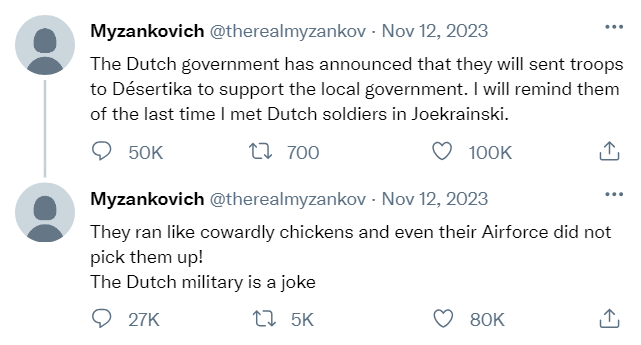 Myzankovich @therealmyzankov · Nov 12, 2023
The Dutch government has announced that they will sent troops
to Désertika to support the local government. I will remind them
of the last time I met Dutch soldiers in Joekrainski.
50K 700 100K
Myzankovich @therealmyzankov · Nov 12, 2023
They ran like cowardly chickens and even their Airforce did not
pick them up!
The Dutch military is a joke
27K 5K 80K